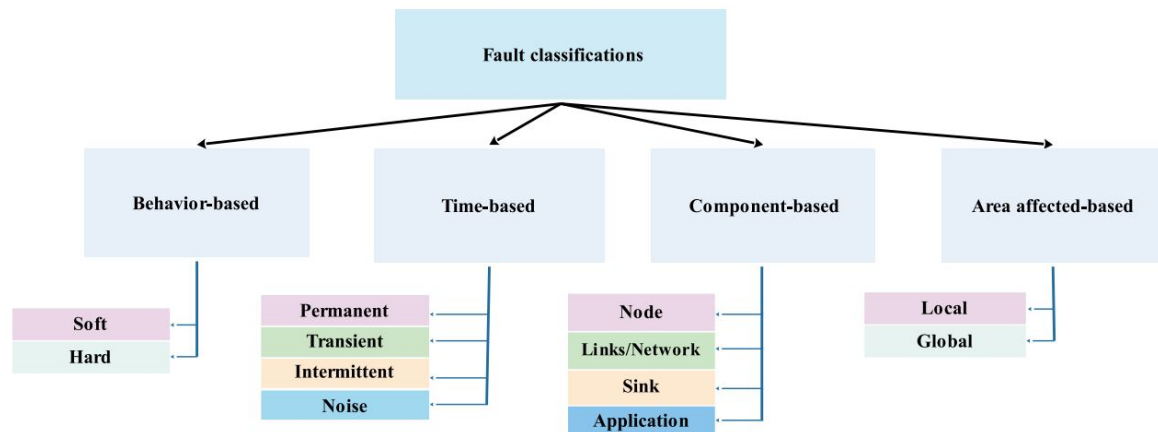 Fault classifications
Behavior-based
Time-based
Component-based
Area affected-based
Soft
Hard
Permanent
Transient
Intermittent
Noise
Node
Links/Network
Sink
Application
Local
Global